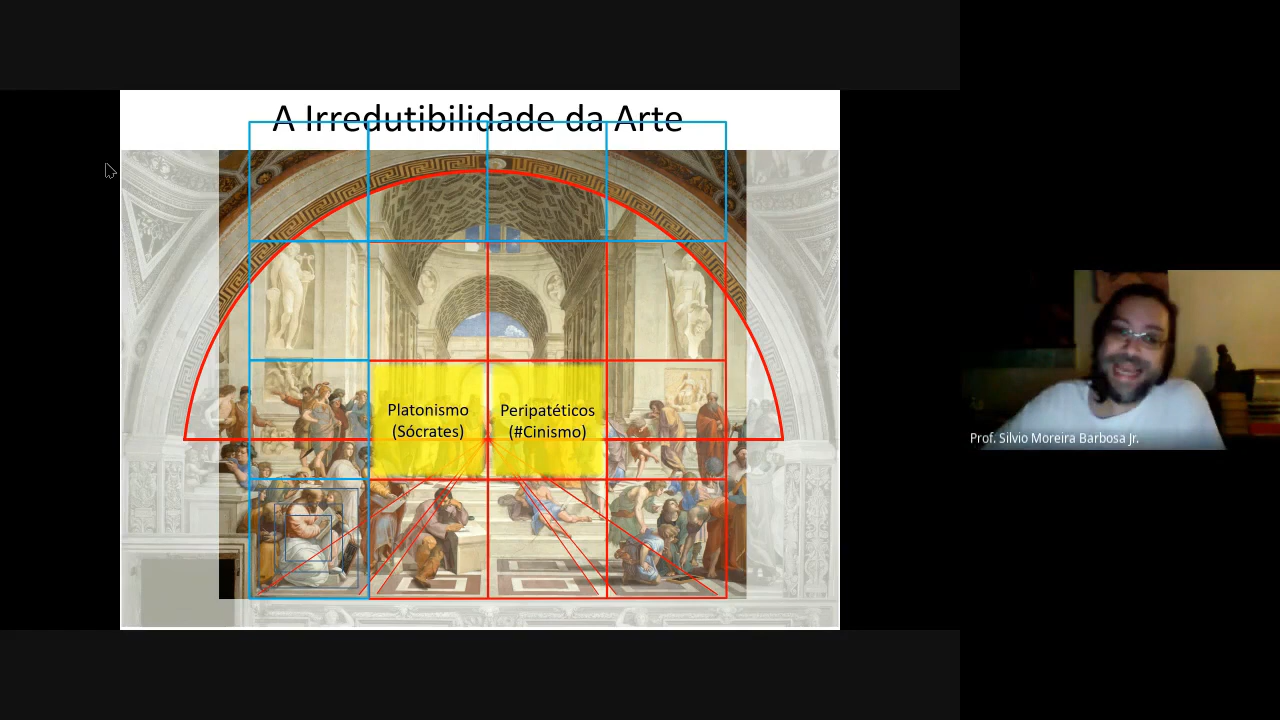 A Irredutibilidade da Arte
Platonismo
(Sócrates)
Peripatéticos
(#Cinismo)
Prof. Silvio Moreira Barbosa Jr.